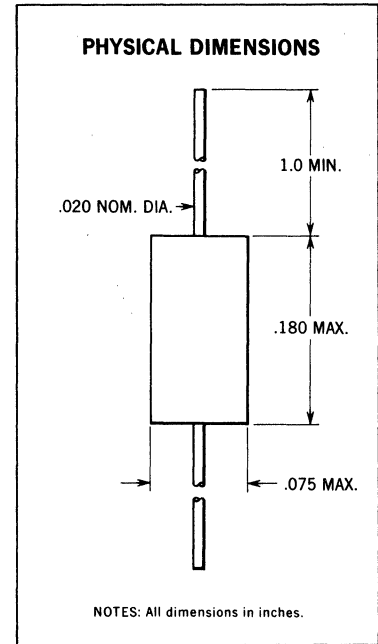 PHYSICAL DIMENSIONS
1.0 MIN.
.020 NOM. DIA.
.180 MAX.
.075 MAX.
NOTES: All dimensions in inches.